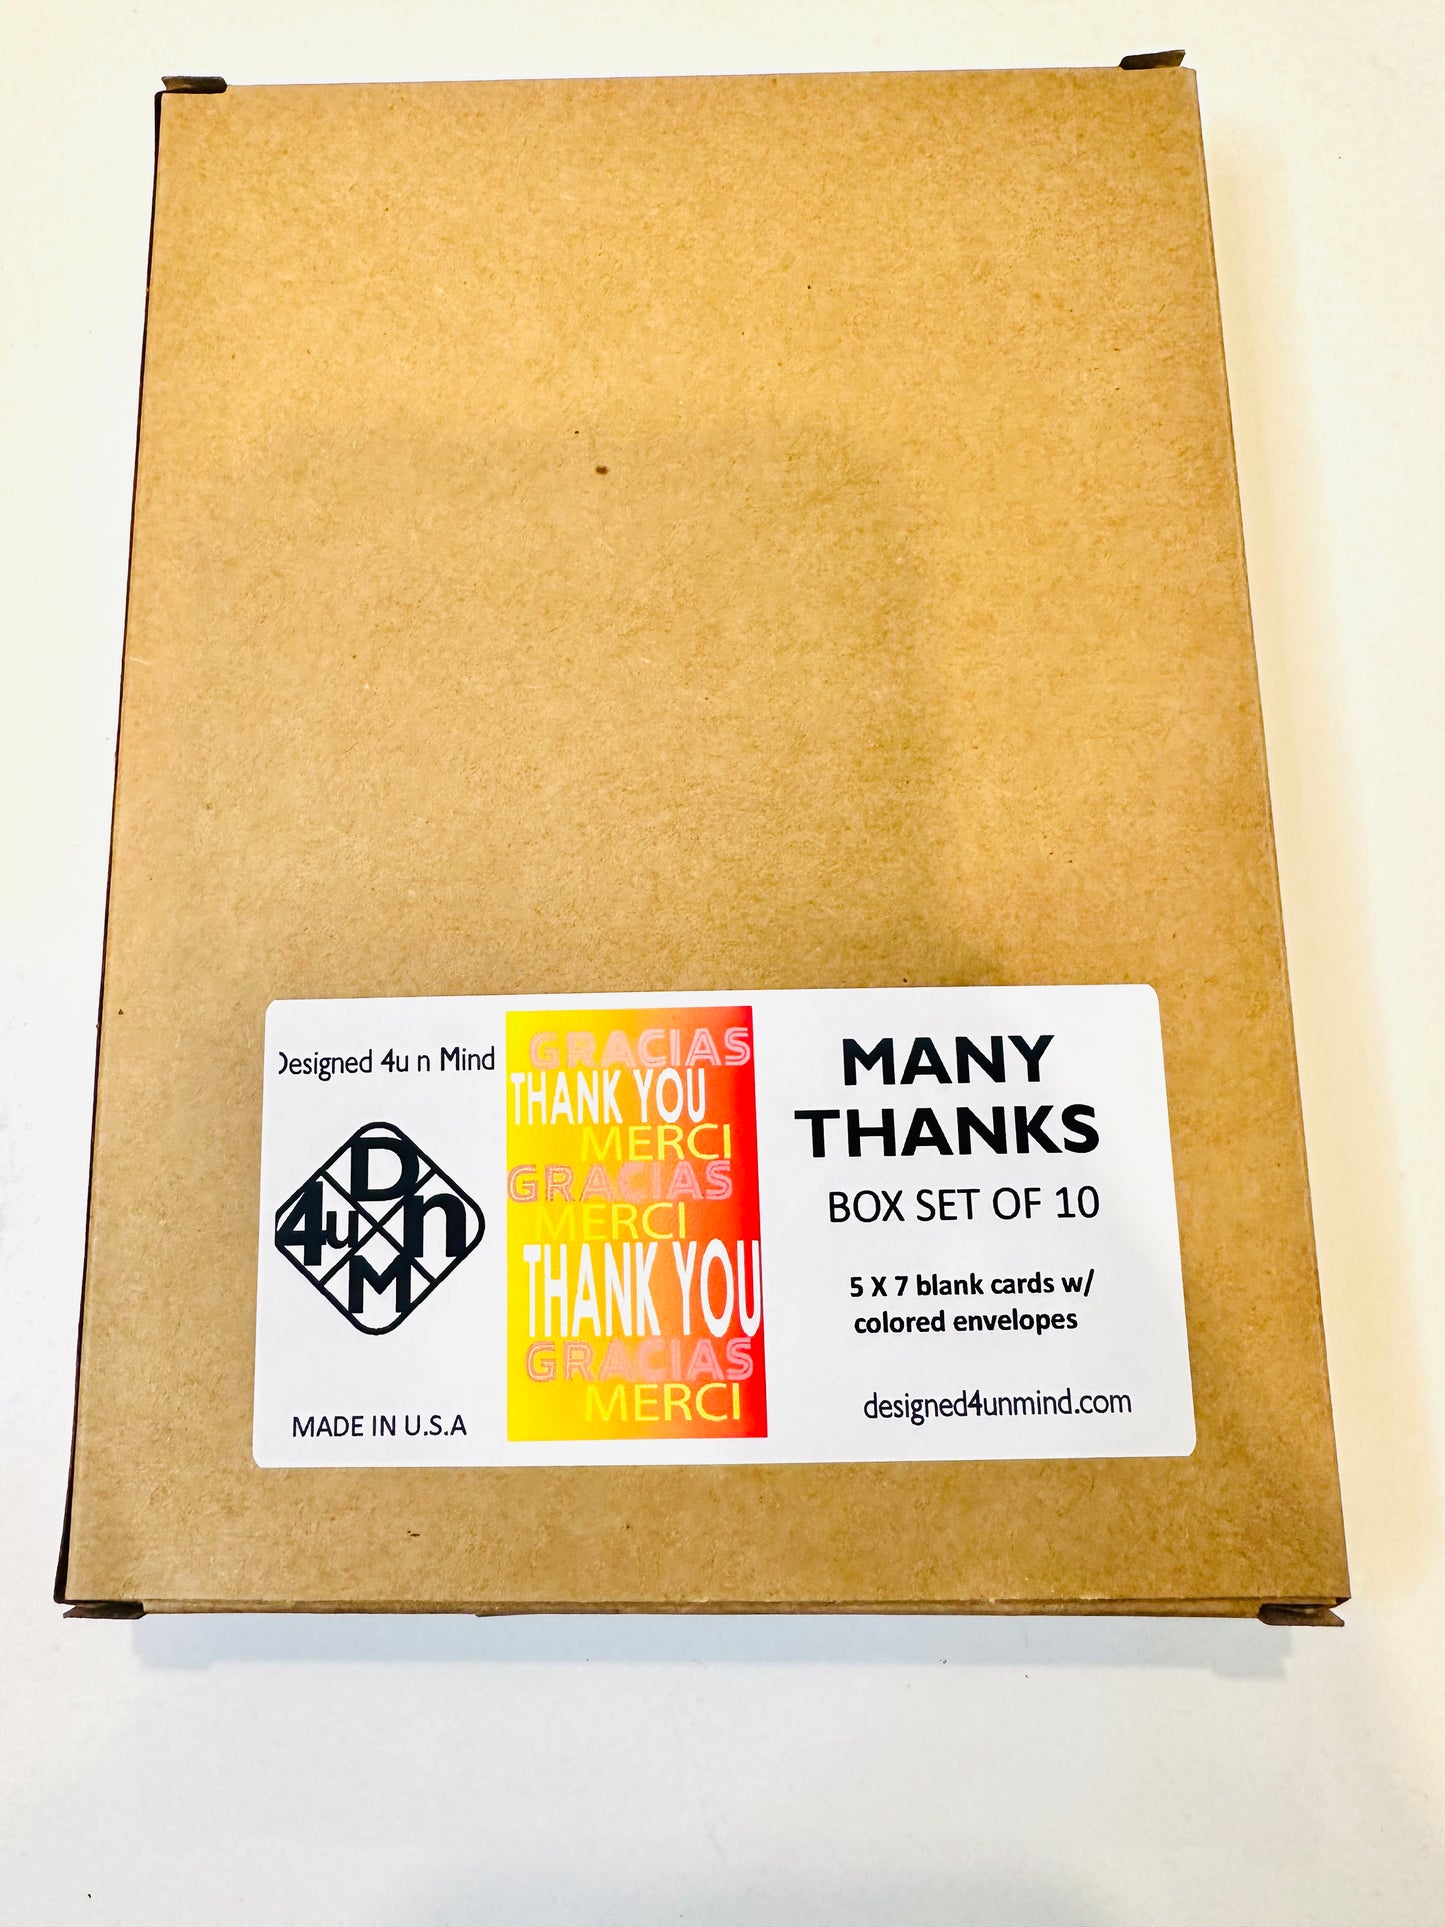 Designed 4u n Mind
D
4u n
M
MADE IN U.S.A
GRACIAS
THANK YOU
MERCI
GRACIAS
MERCI
THANK YOU
GRACIAS
MERCI
MANY
THANKS
BOX SET OF 10
5 X 7 blank cards w/
colored envelopes
designed4unmind.com